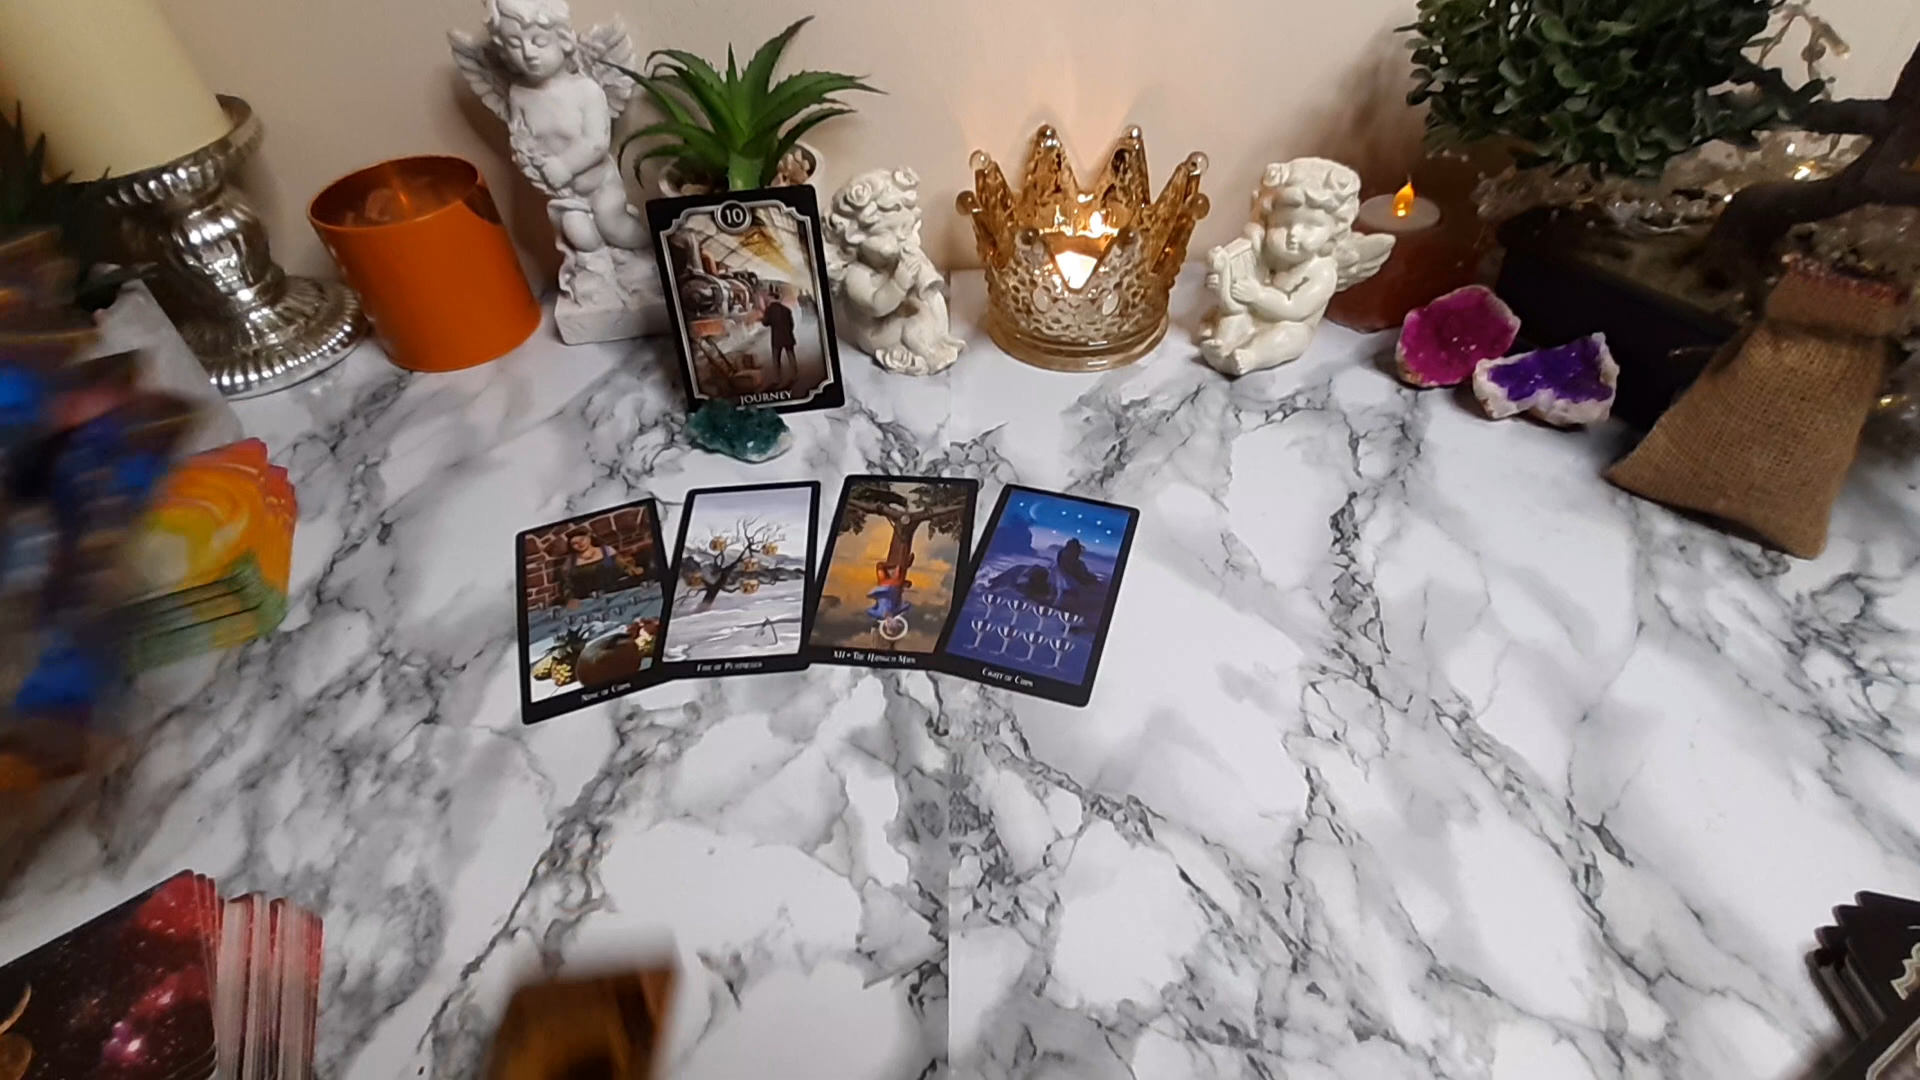 10
JOURNEY
NINE OF CUPS
FIVE OF PENTACLES
XII • THE HANGED MAN
EIGHT OF CUPS